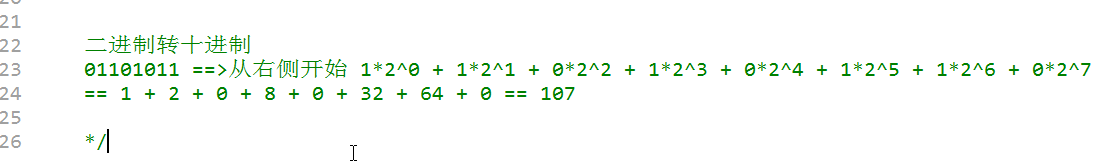 21
22 二进制转十进制
23 01101011 ==>从右侧开始 1*2^0 + 1*2^1 + 0*2^2 + 1*2^3 + 0*2^4 + 1*2^5 + 1*2^6 + 0*2^7
24 == 1 + 2 + 0 + 8 + 0 + 32 + 64 + 0 == 107
25
26 */